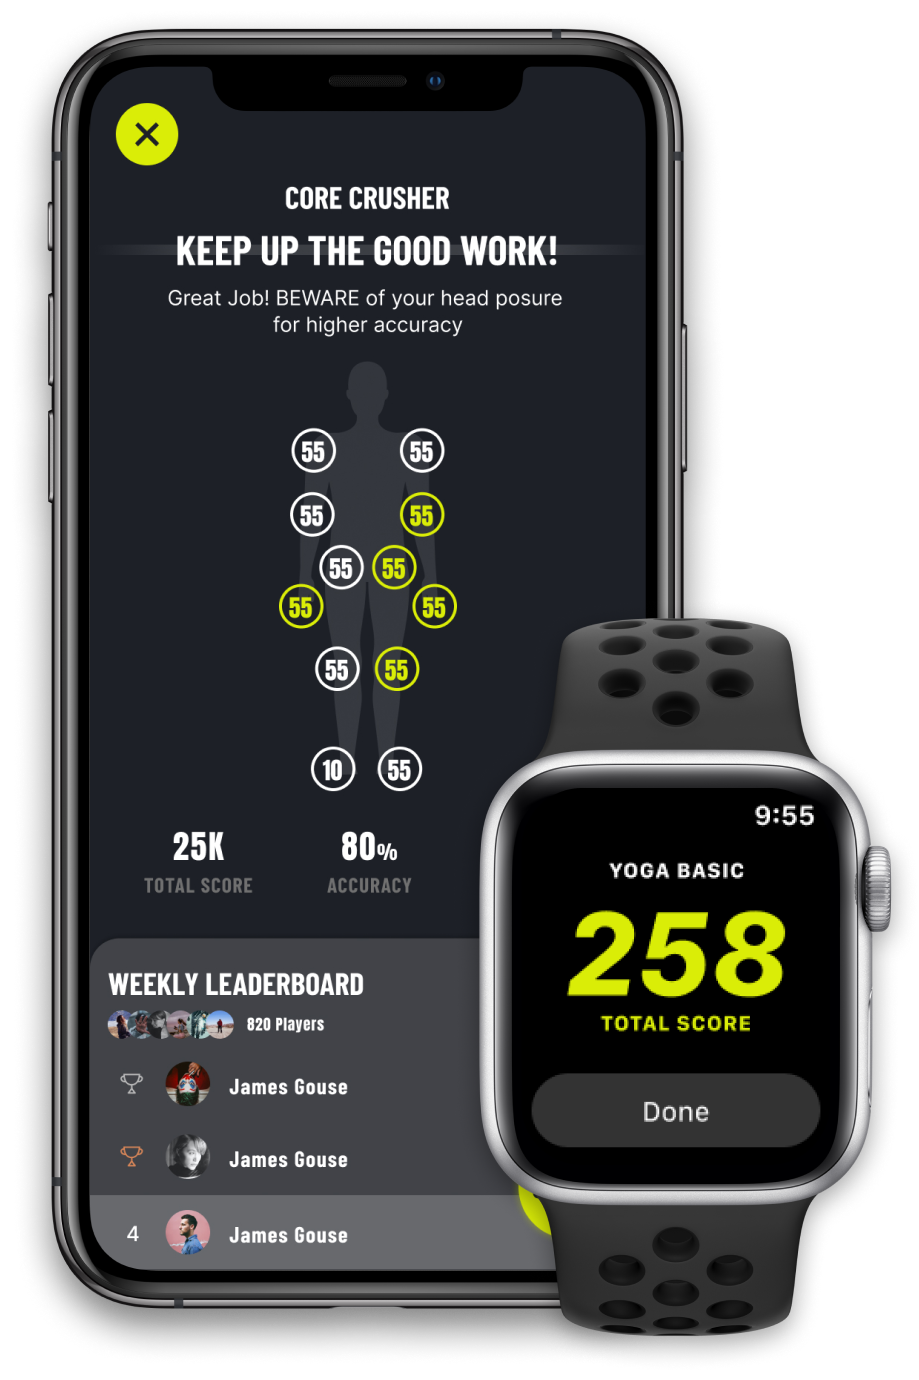 CORE CRUSHER
KEEP UP THE GOOD WORK!
Great Job! BEWARE of your head posure
for higher accuracy
55 55
55 55
55 55
55 55
55 55
10 55
25K 80%
TOTAL SCORE ACCURACY
WEEKLY LEADERBOARD
820 Players
James Gouse
James Gouse
4 James Gouse
9:55
YOGA BASIC
258
TOTAL SCORE
Done